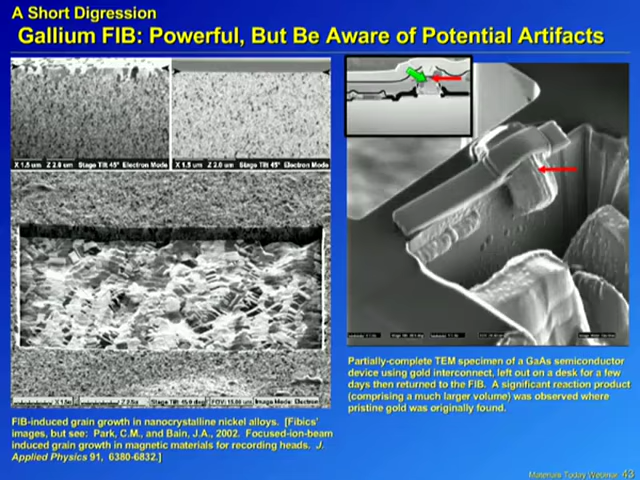 A Short Digression
Gallium FIB: Powerful, But Be Aware of Potential Artifacts
X 1.5 um Z 2.0 um Stage Tilt 45° Electron Mode
X 1.5 um Z 2.0 um Stage Tilt 45° Electron Mode
Stage Tilt 45.0 deg FOV: 15.00 um Image Mode: Electron
FIB-induced grain growth in nanocrystalline nickel alloys. [Fibics'
images, but see: Park, C.M., and Bain, J.A., 2002. Focused-ion-beam
induced grain growth in magnetic materials for recording heads. J.
Applied Physics 91, 6380-6832.]
Partially-complete TEM specimen of a GaAs semiconductor
device using gold interconnect, left out on a desk for a few
days then returned to the FIB. A significant reaction product
(comprising a much larger volume) was observed where
pristine gold was originally found.
Materials Today Webinar 43